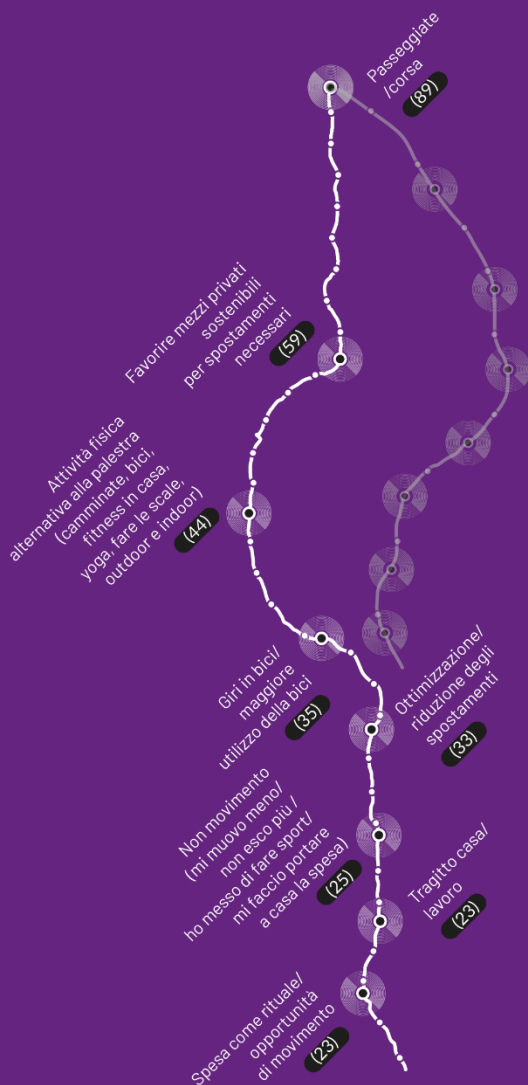 Passeggiate
/corsa
(89)
Favorire mezzi privati
sostenibili
per spostamenti
necessari
(59)
Attività fisica
alternativa alla palestra
(camminate, bici,
fitness in casa,
yoga, fare le scale,
outdoor e indoor)
(44)
Giri in bici/
maggiore
utilizzo della bici
(35)
Ottimizzazione/
riduzione degli
spostamenti
(33)
Non movimento
(mi muovo meno/
non esco più /
ho messo di fare sport/
mi faccio portare
a casa la spesa)
(25)
Tragitto casa/
lavoro
(23)
Spesa come rituale/
opportunità
di movimento
(23)